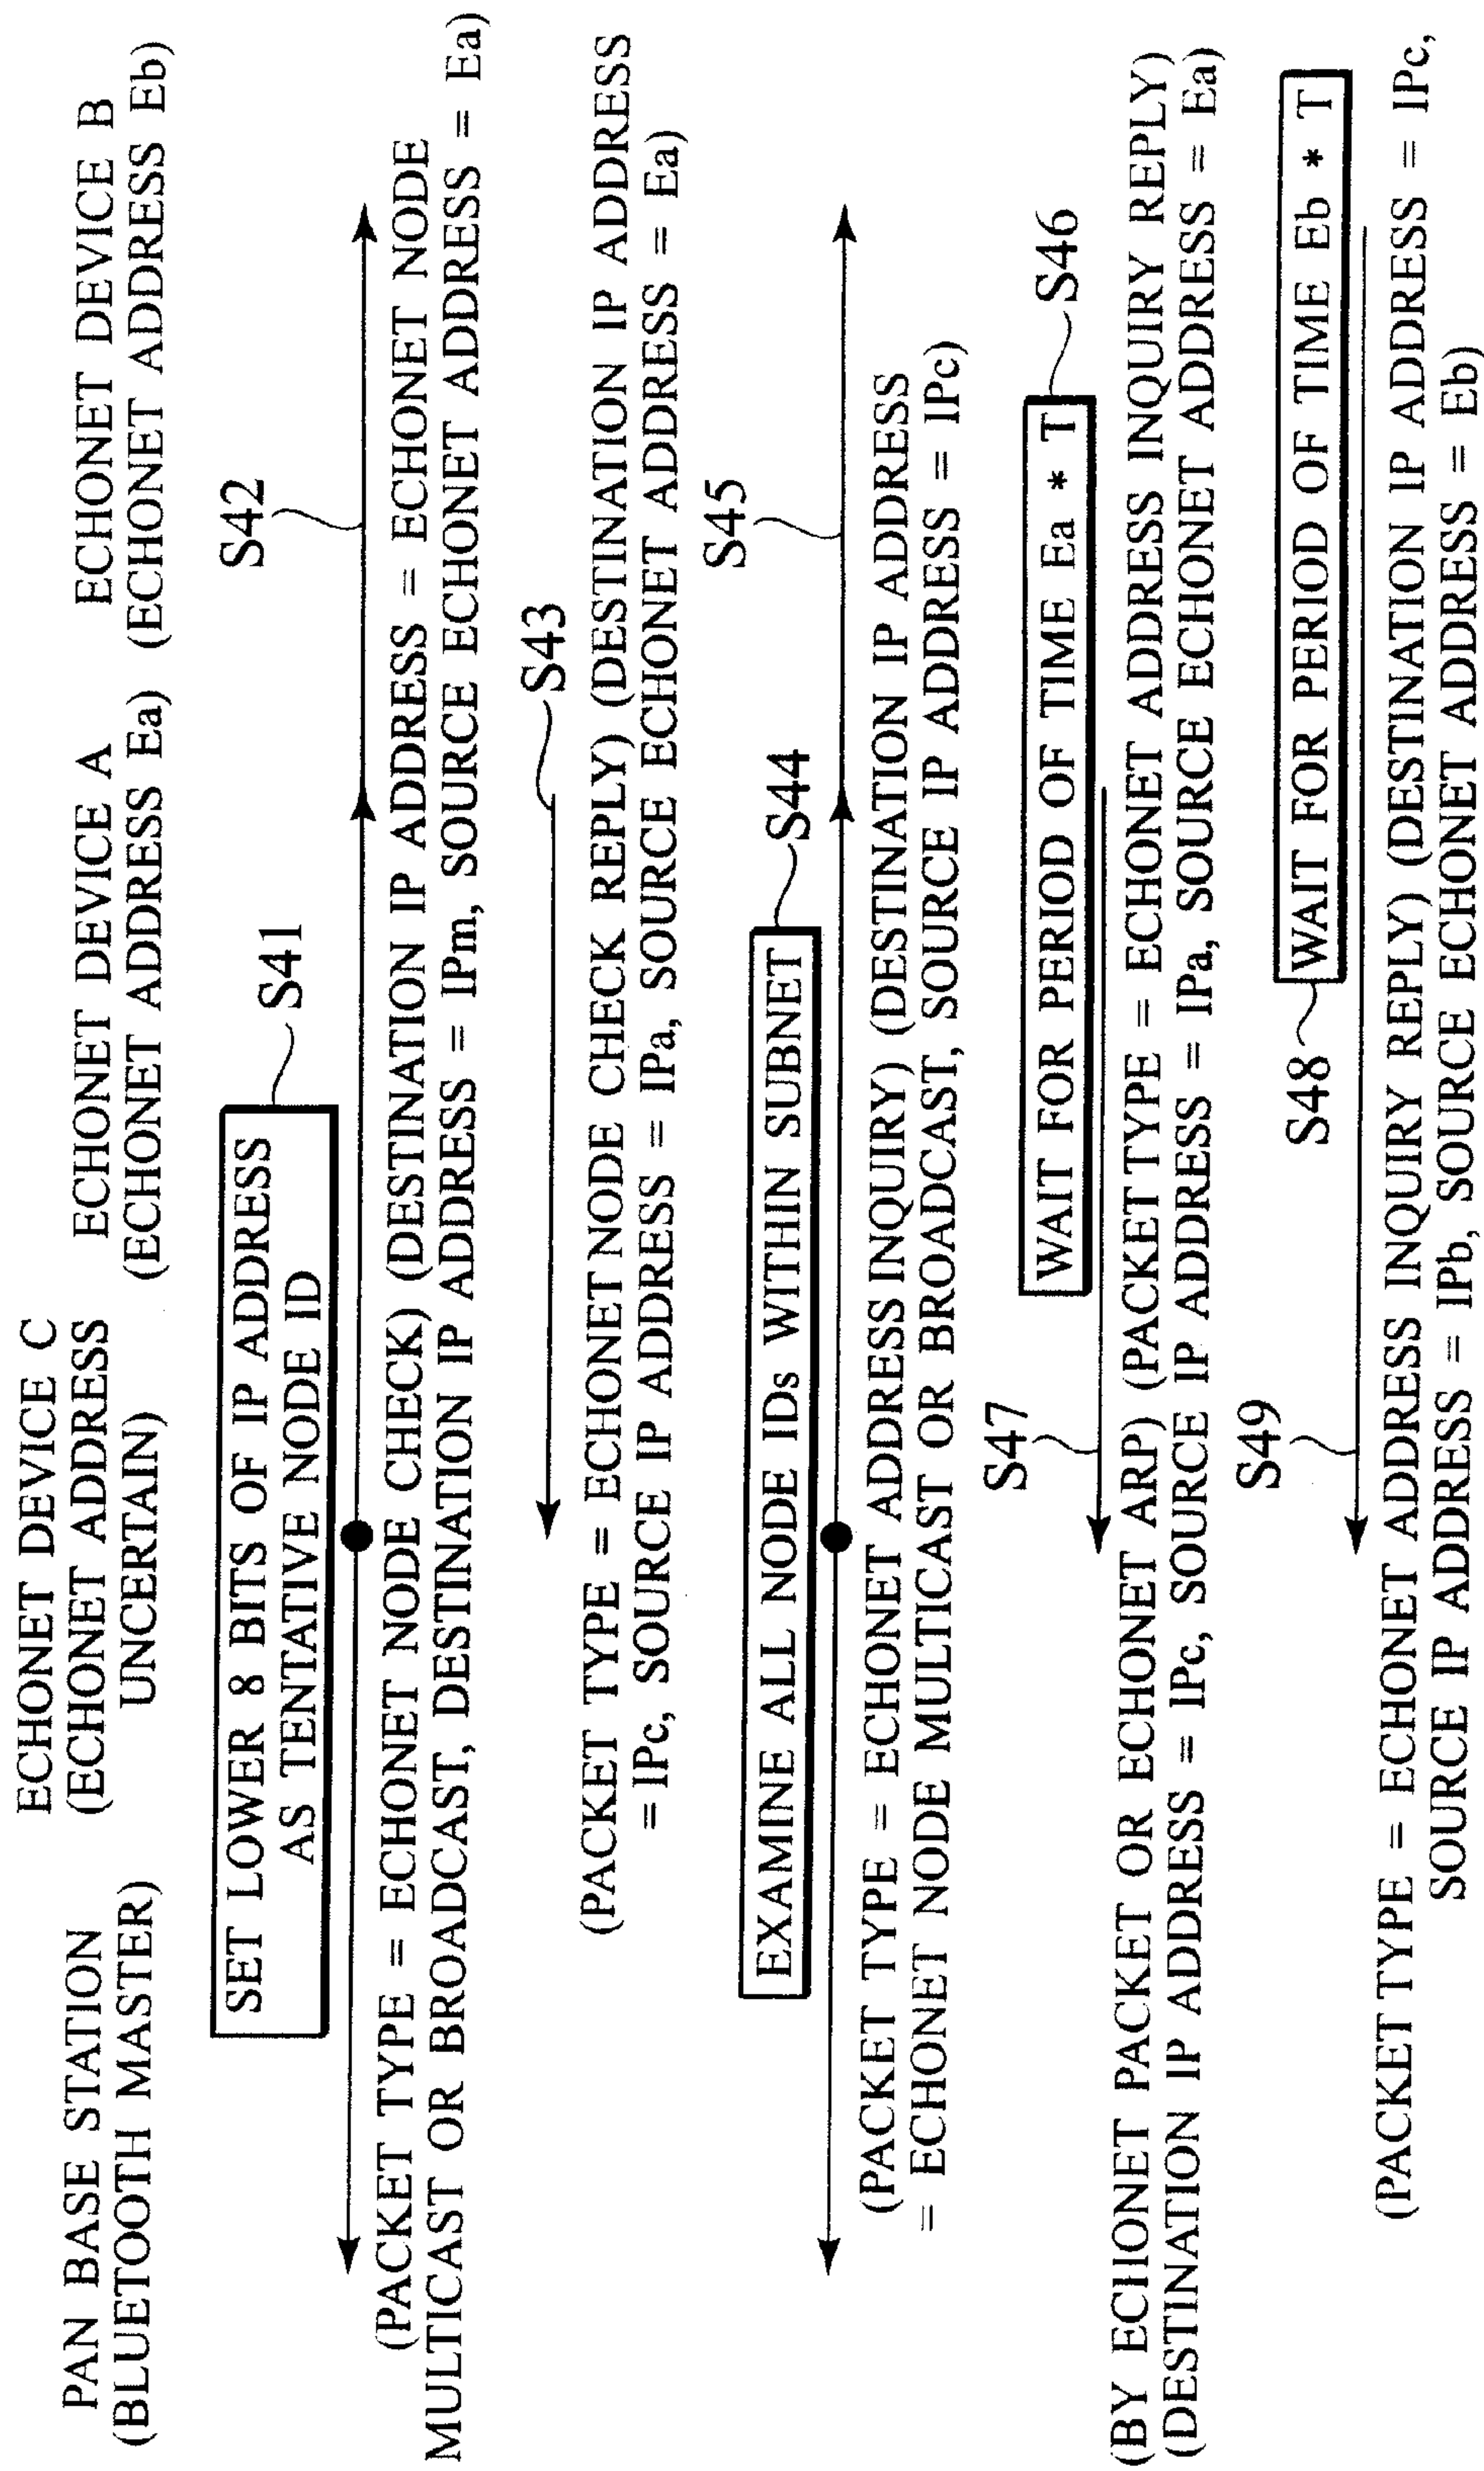 PAN BASE STATION
(BLUETOOTH MASTER)
ECHONET DEVICE C
(ECHONET ADDRESS
UNCERTAIN)
ECHONET DEVICE A
(ECHONET ADDRESS Ea)
ECHONET DEVICE B
(ECHONET ADDRESS Eb)
SET LOWER 8 BITS OF IP ADDRESS
AS TENTATIVE NODE ID
S41
S42
(PACKET TYPE = ECHONET NODE CHECK) (DESTINATION IP ADDRESS = ECHONET NODE
MULTICAST OR BROADCAST, DESTINATION IP ADDRESS = IPm, SOURCE ECHONET ADDRESS = Ea)
S43
(PACKET TYPE = ECHONET NODE CHECK REPLY) (DESTINATION IP ADDRESS
= IPc, SOURCE IP ADDRESS = IPa, SOURCE ECHONET ADDRESS = Ea)
EXAMINE ALL NODE IDs WITHIN SUBNET
S44
S45
(PACKET TYPE = ECHONET ADDRESS INQUIRY) (DESTINATION IP ADDRESS
= ECHONET NODE MULTICAST OR BROADCAST, SOURCE IP ADDRESS = IPc)
WAIT FOR PERIOD OF TIME Ea * T
S46
S47
(BY ECHIONET PACKET OR ECHONET ARP) (PACKET TYPE = ECHONET ADDRESS INQUIRY REPLY)
(DESTINATION IP ADDRESS = IPc, SOURCE IP ADDRESS = IPa, SOURCE ECHONET ADDRESS = Ea)
S48
WAIT FOR PERIOD OF TIME Eb * T
S49
(PACKET TYPE = ECHONET ADDRESS INQUIRY REPLY) (DESTINATION IP ADDRESS = IPc,
SOURCE IP ADDRESS = IPb, SOURCE ECHONET ADDRESS = Eb)